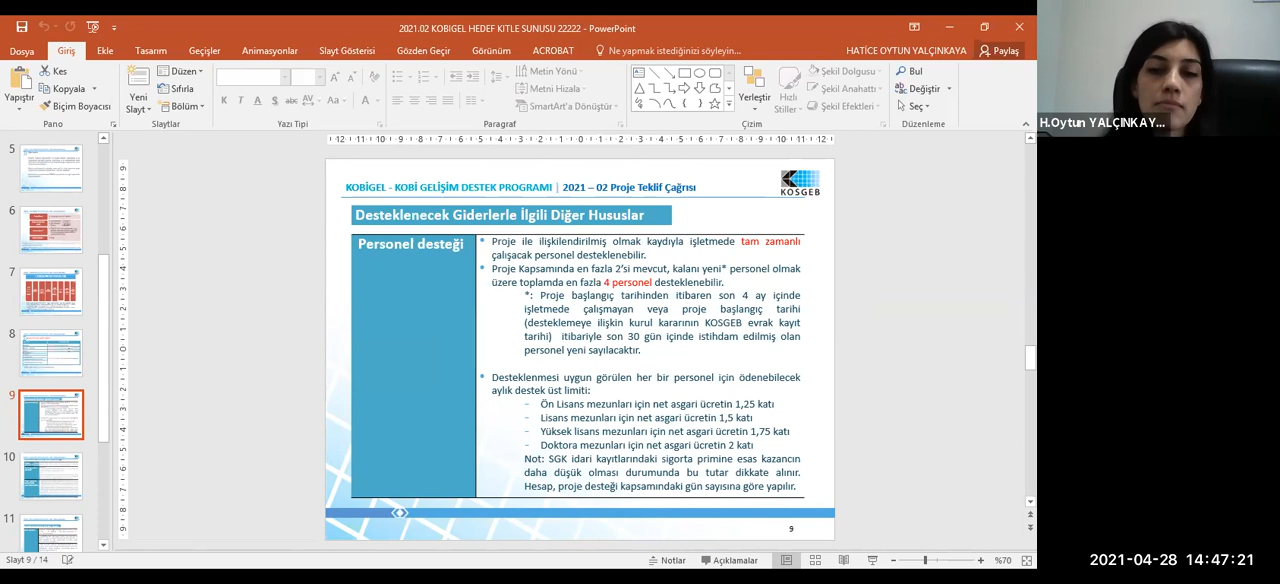 2021.02 KOBIGEL HEDEF KITLE SUNUSU 22222 - PowerPoint
Dosya Giriş Ekle Tasarım Geçişler Animasyonlar Slayt Gösterisi Gözden Geçir Görünüm ACROBAT Ne yapmak istediğinizi söyleyin... HATİCE OYTUN YALÇINKAYA Paylaş
Yapıştır
Kes
Kopyala
Biçim Boyacısı
Pano
Yeni Slayt
Düzen
Sıfırla
Bölüm
Slaytlar
K T A S abc AV Aa A
Yazı Tipi
Metin Yönü
Metni Hizala
SmartArt'a Dönüştür
Paragraf
Yerleştir
Hızlı Stiller
Şekil Dolgusu
Şekil Anahattı
Şekil Efektleri
Çizim
Bul
Değiştir
Seç
Düzenleme
H.Oytun YALÇINKAY...
5
6
7
8
9
10
11
KOBİGEL - KOBİ GELİŞİM DESTEK PROGRAMI | 2021 – 02 Proje Teklif Çağrısı
KOSGEB
Desteklenecek Giderlerle İlgili Diğer Hususlar
Personel desteği
Proje ile ilişkilendirilmiş olmak kaydıyla işletmede tam zamanlı
çalışacak personel desteklenebilir.
Proje Kapsamında en fazla 2'si mevcut, kalanı yeni* personel olmak
üzere toplamda en fazla 4 personel desteklenebilir.
*: Proje başlangıç tarihinden itibaren son 4 ay içinde
işletmede çalışmayan veya proje başlangıç tarihi
(desteklemeye ilişkin kurul kararının KOSGEB evrak kayıt
tarihi) itibariyle son 30 gün içinde istihdam edilmiş olan
personel yeni sayılacaktır.
Desteklenmesi uygun görülen her bir personel için ödenebilecek
aylık destek üst limiti:
- Ön Lisans mezunları için net asgari ücretin 1,25 katı
- Lisans mezunları için net asgari ücretin 1,5 katı
- Yüksek lisans mezunları için net asgari ücretin 1,75 katı
- Doktora mezunları için net asgari ücretin 2 katı
Not: SGK idari kayıtlarındaki sigorta primine esas kazancın
daha düşük olması durumunda bu tutar dikkate alınır.
Hesap, proje desteği kapsamındaki gün sayısına göre yapılır.
9
Slayt 9 / 14
Notlar
Açıklamalar
%70
2021-04-28 14:47:21